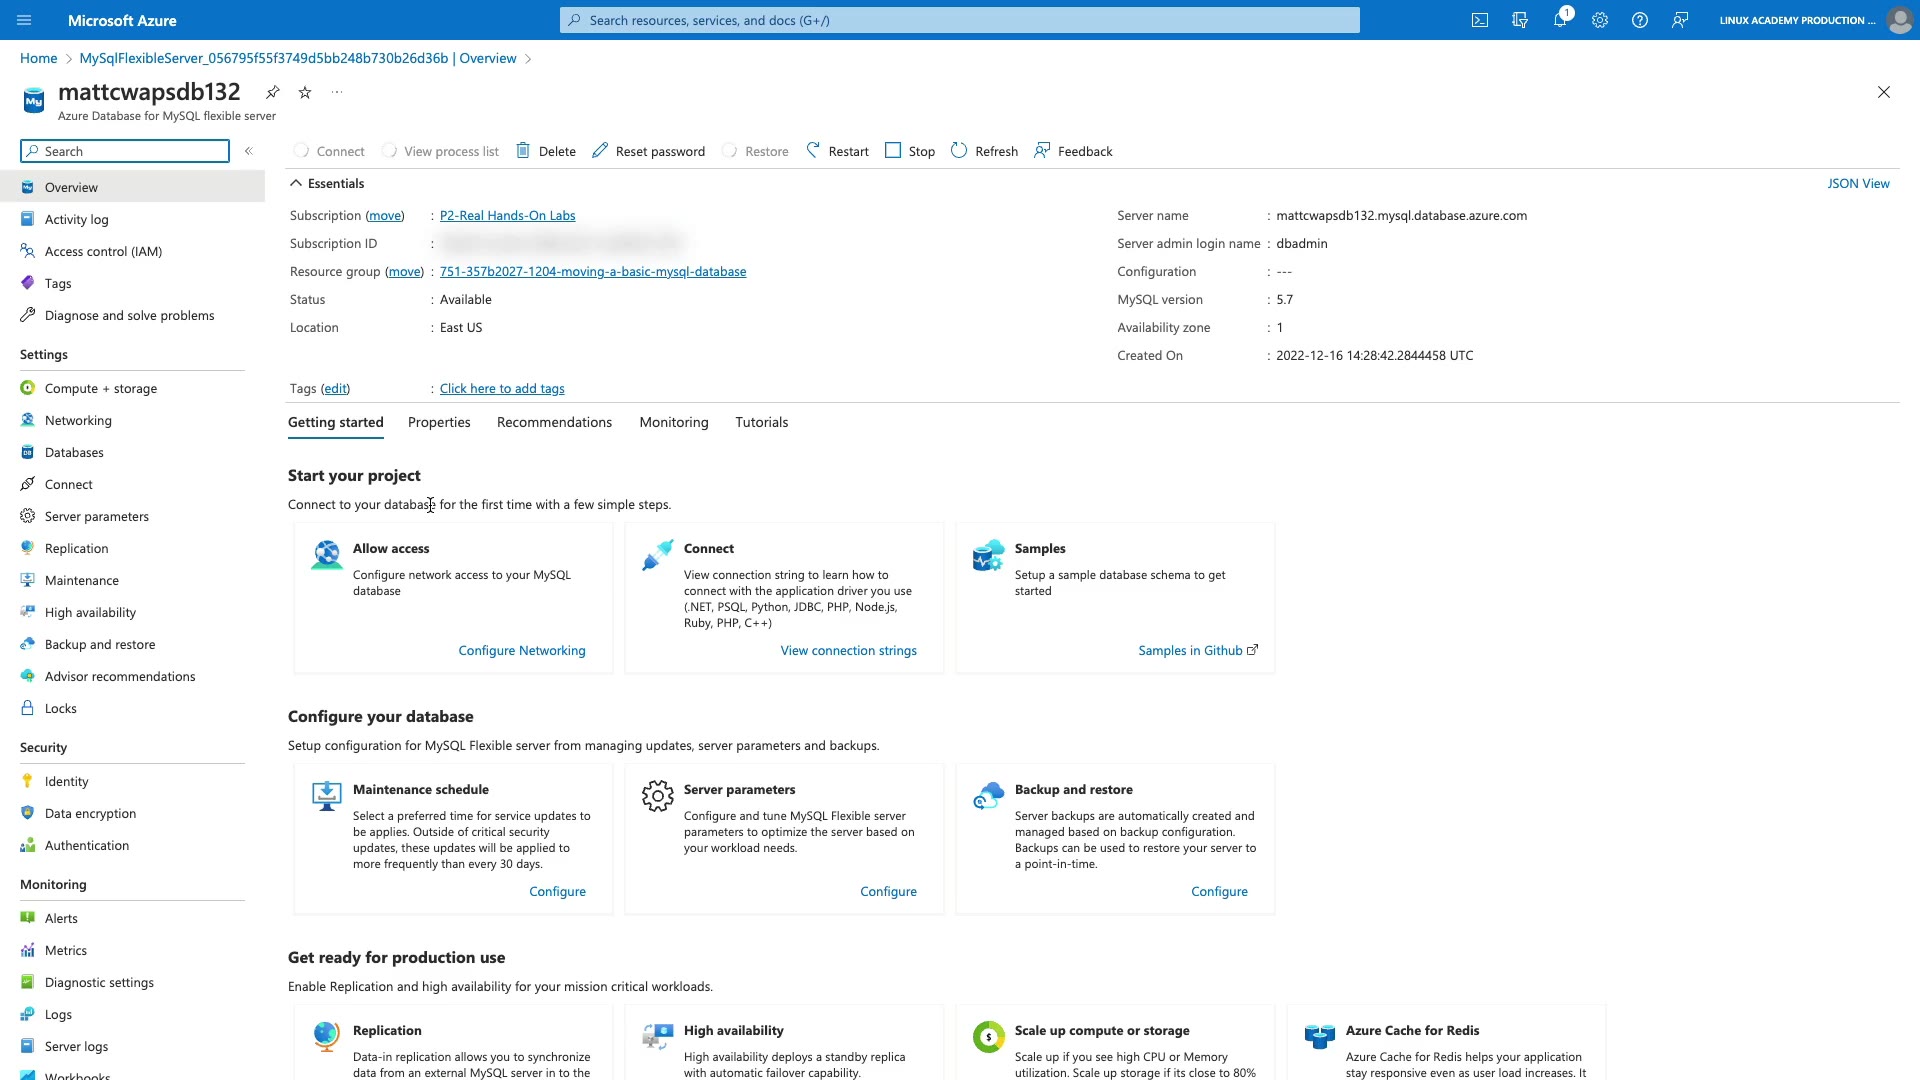 Microsoft Azure
Search resources, services, and docs (G+/)
1
LINUX ACADEMY PRODUCTION ...
Home > MySqlFlexibleServer_056795f55f3749d5bb248b730b26d36b | Overview >
My
mattcwapsdb132
...
Azure Database for MySQL flexible server
Search
«
Connect
View process list
Delete
Reset password
Restore
Restart
Stop
Refresh
Feedback
Overview
Activity log
Access control (IAM)
Tags
Diagnose and solve problems
Settings
Compute + storage
Networking
Databases
Connect
Server parameters
Replication
Maintenance
High availability
Backup and restore
Advisor recommendations
Locks
Security
Identity
Data encryption
Authentication
Monitoring
Alerts
Metrics
Diagnostic settings
Logs
Server logs
Workbooks
Essentials
JSON View
Subscription (move) : P2-Real Hands-On Labs
Subscription ID :
Resource group (move) : 751-357b2027-1204-moving-a-basic-mysql-database
Status : Available
Location : East US
Server name : mattcwapsdb132.mysql.database.azure.com
Server admin login name : dbadmin
Configuration : ---
MySQL version : 5.7
Availability zone : 1
Created On : 2022-12-16 14:28:42.2844458 UTC
Tags (edit) : Click here to add tags
Getting started
Properties
Recommendations
Monitoring
Tutorials
Start your project
Connect to your database for the first time with a few simple steps.
Allow access
Configure network access to your MySQL
database
Configure Networking
Connect
View connection string to learn how to
connect with the application driver you use
(.NET, PSQL, Python, JDBC, PHP, Node.js,
Ruby, PHP, C++)
View connection strings
Samples
Setup a sample database schema to get
started
Samples in Github
Configure your database
Setup configuration for MySQL Flexible server from managing updates, server parameters and backups.
Maintenance schedule
Select a preferred time for service updates to
be applies. Outside of critical security
updates, these updates will be applied to
more frequently than every 30 days.
Configure
Server parameters
Configure and tune MySQL Flexible server
parameters to optimize the server based on
your workload needs.
Configure
Backup and restore
Server backups are automatically created and
managed based on backup configuration.
Backups can be used to restore your server to
a point-in-time.
Configure
Get ready for production use
Enable Replication and high availability for your mission critical workloads.
Replication
Data-in replication allows you to synchronize
data from an external MySQL server in to the
High availability
High availability deploys a standby replica
with automatic failover capability.
Scale up compute or storage
Scale up if you see high CPU or Memory
utilization. Scale up storage if its close to 80%
Azure Cache for Redis
Azure Cache for Redis helps your application
stay responsive even as user load increases. It